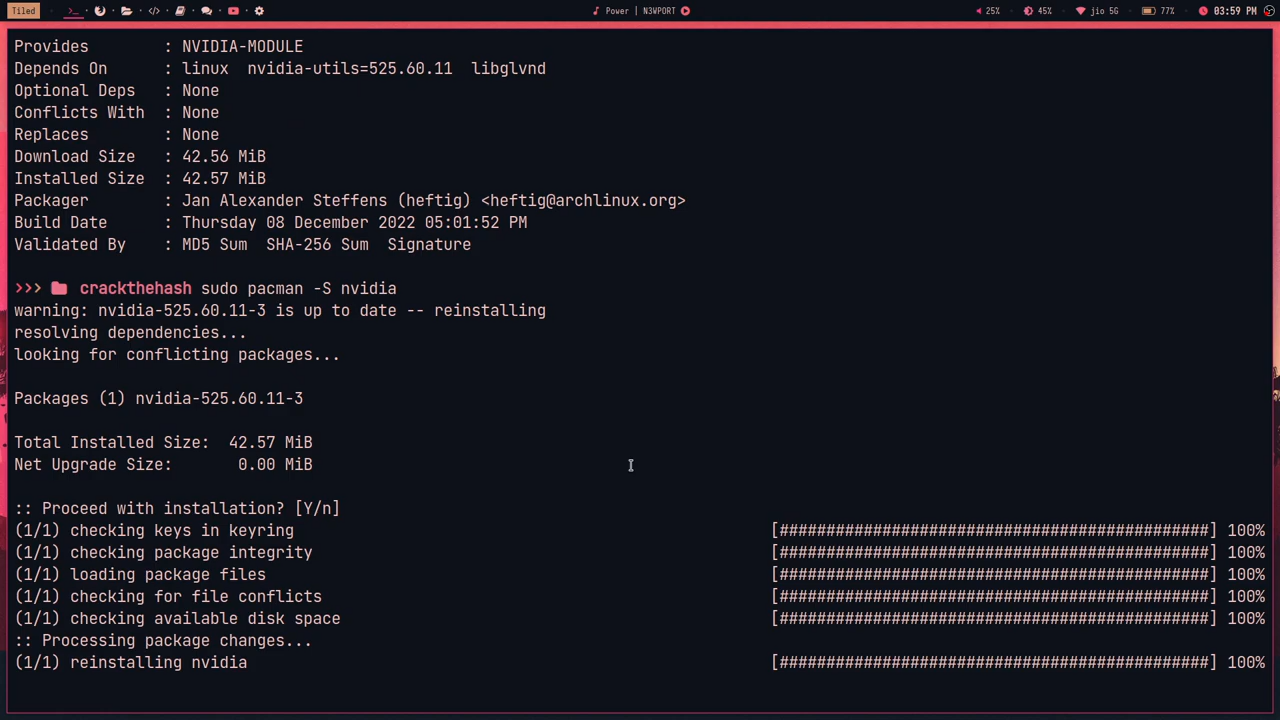 Tiled
Power | N3WPORT
25%
45%
jio 5G
77%
03:59 PM
Provides : NVIDIA-MODULE
Depends On : linux nvidia-utils=525.60.11 libglvnd
Optional Deps : None
Conflicts With : None
Replaces : None
Download Size : 42.56 MiB
Installed Size : 42.57 MiB
Packager : Jan Alexander Steffens (heftig) <heftig@archlinux.org>
Build Date : Thursday 08 December 2022 05:01:52 PM
Validated By : MD5 Sum SHA-256 Sum Signature
>>> crackthehash sudo pacman -S nvidia
warning: nvidia-525.60.11-3 is up to date -- reinstalling
resolving dependencies...
looking for conflicting packages...
Packages (1) nvidia-525.60.11-3
Total Installed Size: 42.57 MiB
Net Upgrade Size: 0.00 MiB
:: Proceed with installation? [Y/n]
(1/1) checking keys in keyring [##############################################] 100%
(1/1) checking package integrity [##############################################] 100%
(1/1) loading package files [##############################################] 100%
(1/1) checking for file conflicts [##############################################] 100%
(1/1) checking available disk space [##############################################] 100%
:: Processing package changes...
(1/1) reinstalling nvidia [##############################################] 100%